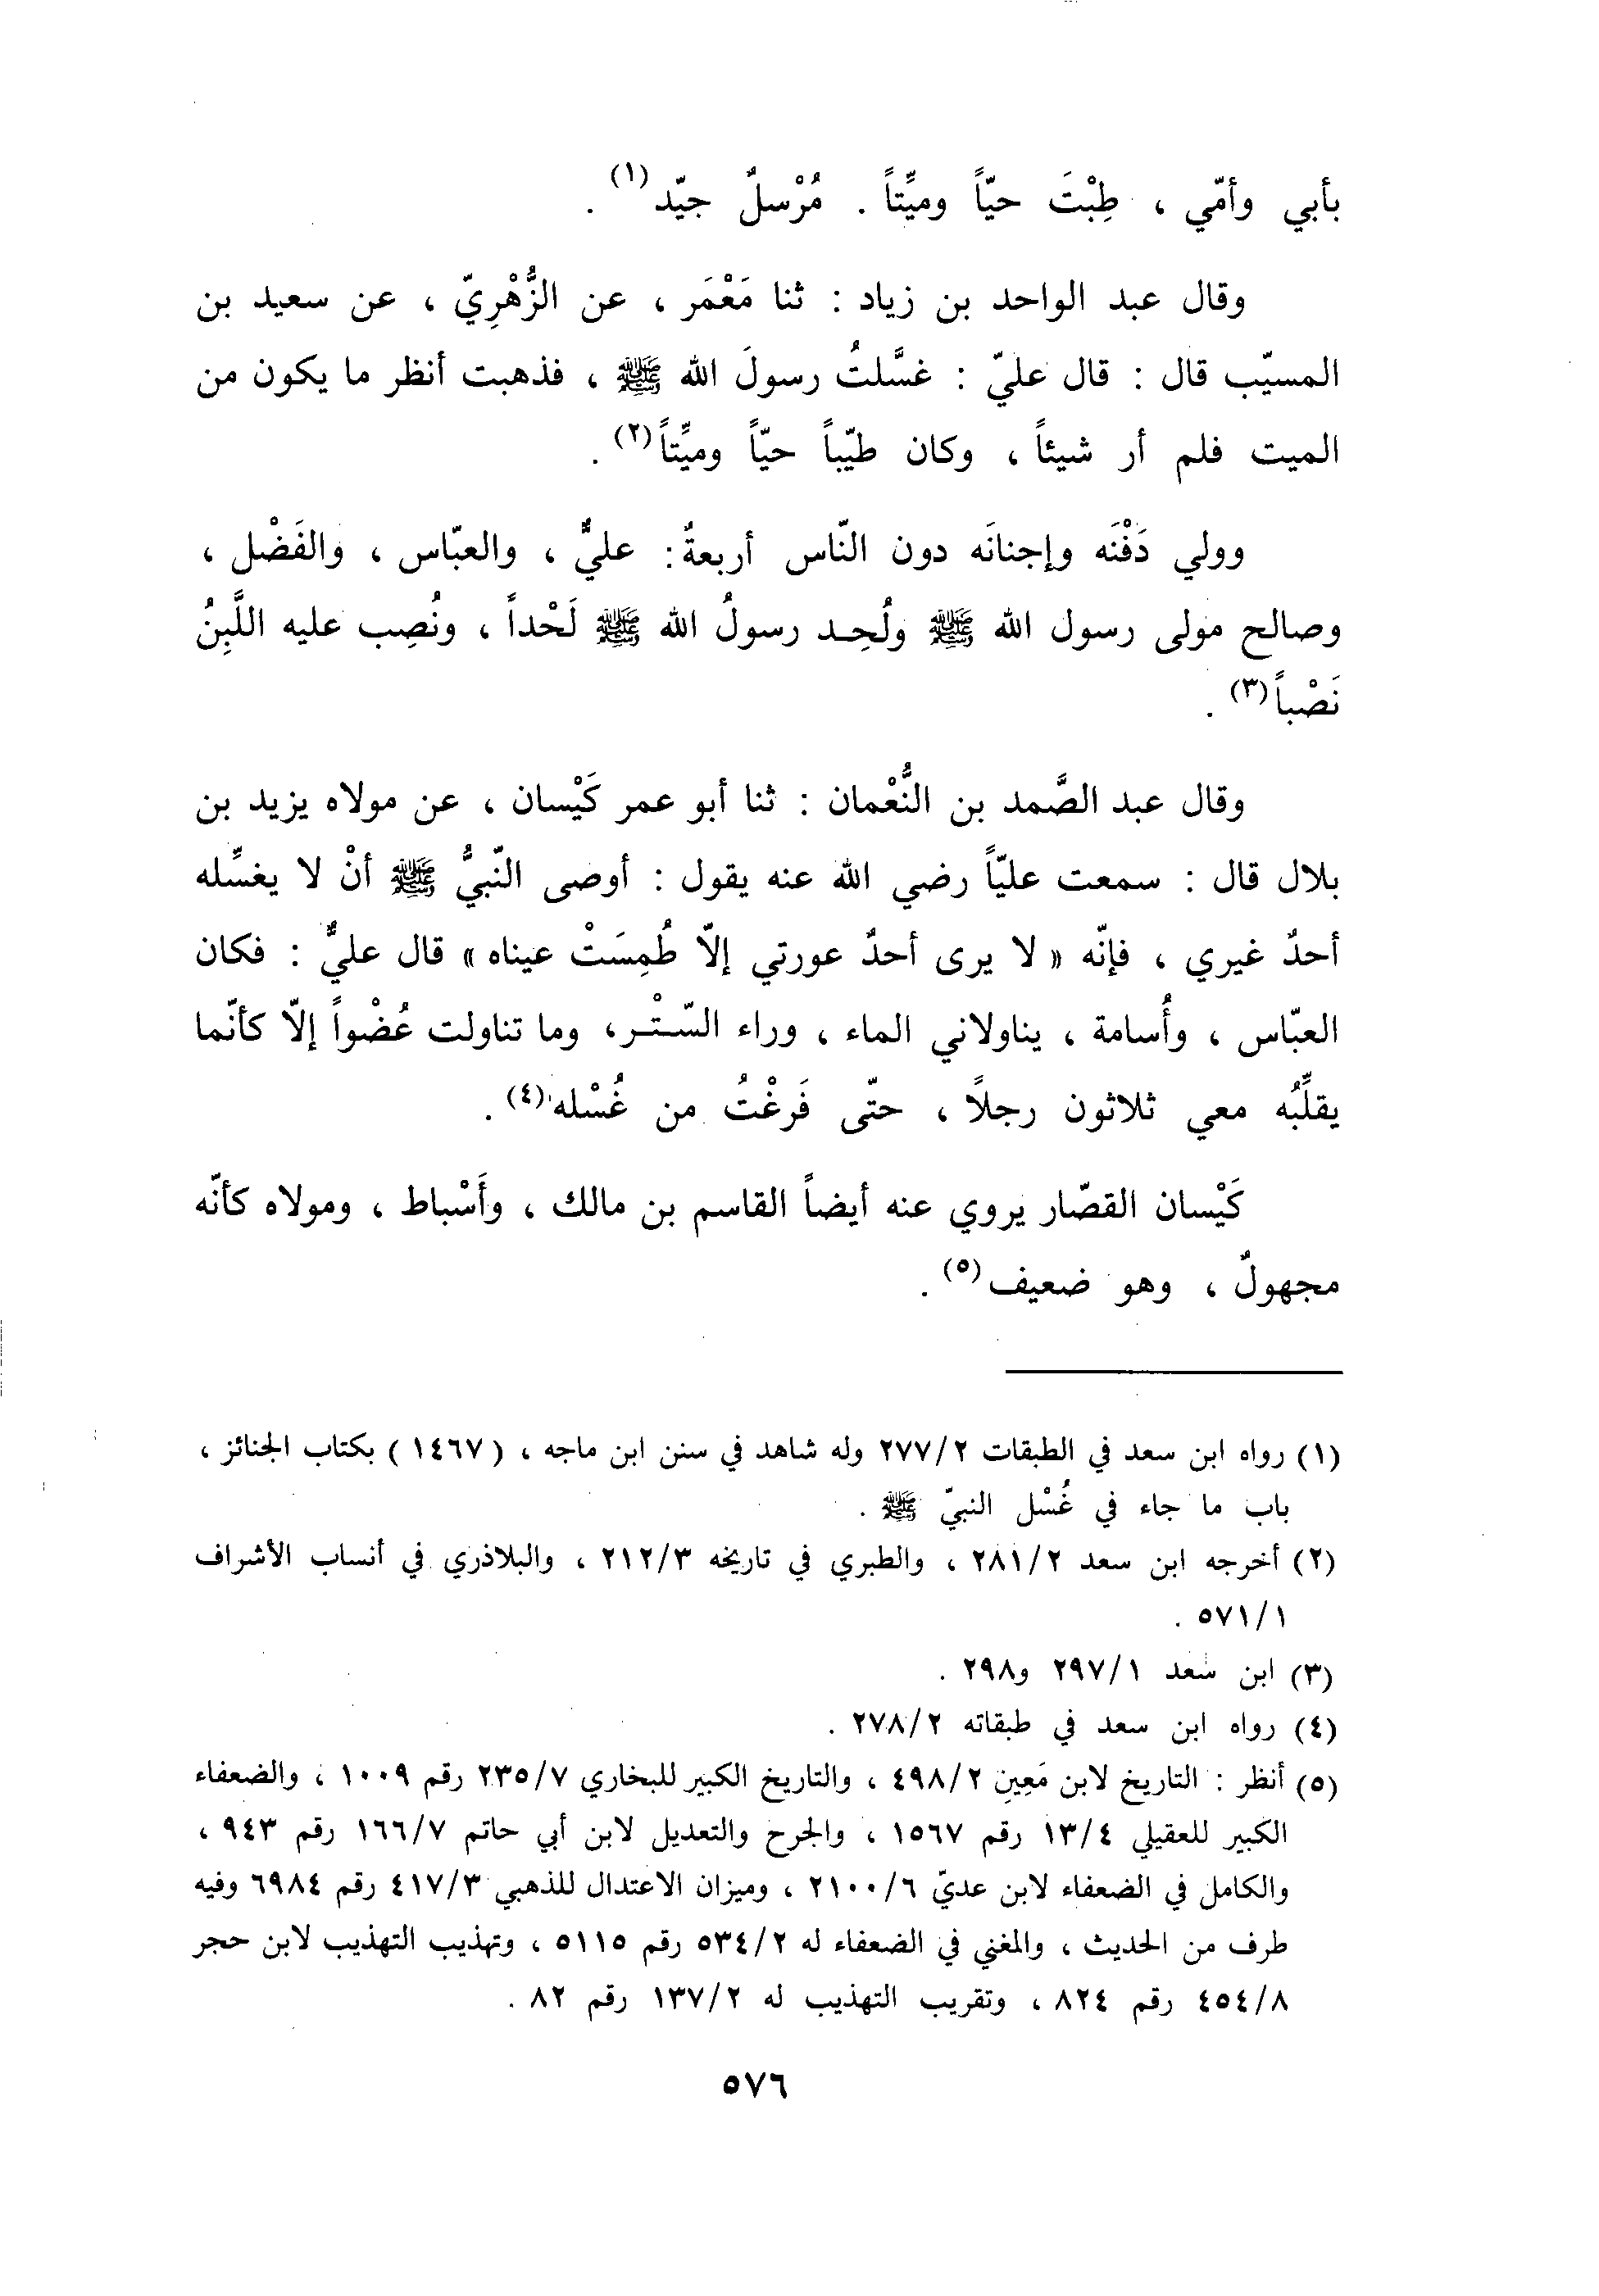 بأبي وأمّي ، طِبْتَ حيّاً وميِّتاً . مُرْسلٌ جيّد (١) .
وقال عبد الواحد بن زياد : ثنا مَعْمَر ، عن الزُّهْرِيّ ، عن سعيد بن
المسيّب قال : قال عليّ : غسَّلتُ رسولَ الله ﷺ ، فذهبت أنظر ما يكون من
الميت فلم أر شيئاً ، وكان طيّباً حيّاً وميِّتاً (٢) .
وولي دَفْنَه وإجنانَه دون النّاس أربعةٌ : عليٌّ ، والعبّاس ، والفَضْل ،
وصالح مولى رسول الله ﷺ ولُحِد رسولُ الله ﷺ لَحْداً ، ونُصِب عليه اللَّبِنُ
نَصْباً (٣) .
وقال عبد الصَّمد بن النُّعْمان : ثنا أبو عمر كَيْسان ، عن مولاه يزيد بن
بلال قال : سمعت عليّاً رضي الله عنه يقول : أوصى النّبيُّ ﷺ أنْ لا يغسِّله
أحدٌ غيري ، فإنّه « لا يرى أحدٌ عورتي إلاّ طُمِسَتْ عيناه » قال عليٌّ : فكان
العبّاس ، وأُسامة ، يناولاني الماء ، وراء السّتْر ، وما تناولت عُضْواً إلاّ كأنّما
يقلِّبُه معي ثلاثون رجلاً ، حتّى فَرغْتُ من غُسْله (٤) .
كَيْسان القصّار يروي عنه أيضاً القاسم بن مالك ، وأَسْباط ، ومولاه كأنّه
مجهولٌ ، وهو ضعيف (٥) .
(١) رواه ابن سعد في الطبقات ٢/٢٧٧ وله شاهد في سنن ابن ماجه ، (١٤٦٧) بكتاب الجنائز ،
باب ما جاء في غُسْل النبيّ ﷺ .
(٢) أخرجه ابن سعد ٢/٢٨١ ، والطبري في تاريخه ٣/٢١٢ ، والبلاذري في أنساب الأشراف
١/٥٧١ .
(٣) ابن سعد ١/٢٩٧ و٢٩٨ .
(٤) رواه ابن سعد في طبقاته ٢/٢٧٨ .
(٥) أنظر : التاريخ لابن مَعِينِ ٢/٤٩٨ ، والتاريخ الكبير للبخاري ٧/٢٣٥ رقم ١٠٠٩ ، والضعفاء
الكبير للعقيلي ٤/١٣ رقم ١٥٦٧ ، والجرح والتعديل لابن أبي حاتم ٧/١٦٦ رقم ٩٤٣ ،
والكامل في الضعفاء لابن عديّ ٦/٢١٠٠ ، وميزان الاعتدال للذهبي ٣/٤١٧ رقم ٦٩٨٤ وفيه
طرف من الحديث ، والمغني في الضعفاء له ٢/٥٣٤ رقم ٥١١٥ ، وتهذيب التهذيب لابن حجر
٨/٤٥٤ رقم ٨٢٤ ، وتقريب التهذيب له ٢/١٣٧ رقم ٨٢ .
٥٧٦